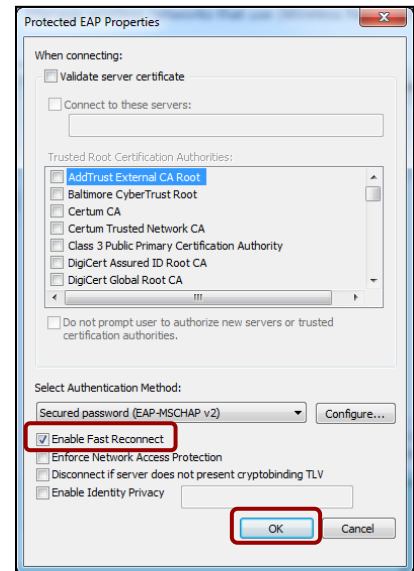 Protected EAP Properties
When connecting:
Validate server certificate
Connect to these servers:
Trusted Root Certification Authorities:
AddTrust External CA Root
Baltimore CyberTrust Root
Certum CA
Certum Trusted Network CA
Class 3 Public Primary Certification Authority
DigiCert Assured ID Root CA
DigiCert Global Root CA
Do not prompt user to authorize new servers or trusted
certification authorities.
Select Authentication Method:
Secured password (EAP-MSCHAP v2)
Configure...
Enable Fast Reconnect
Enforce Network Access Protection
Disconnect if server does not present cryptobinding TLV
Enable Identity Privacy
OK
Cancel